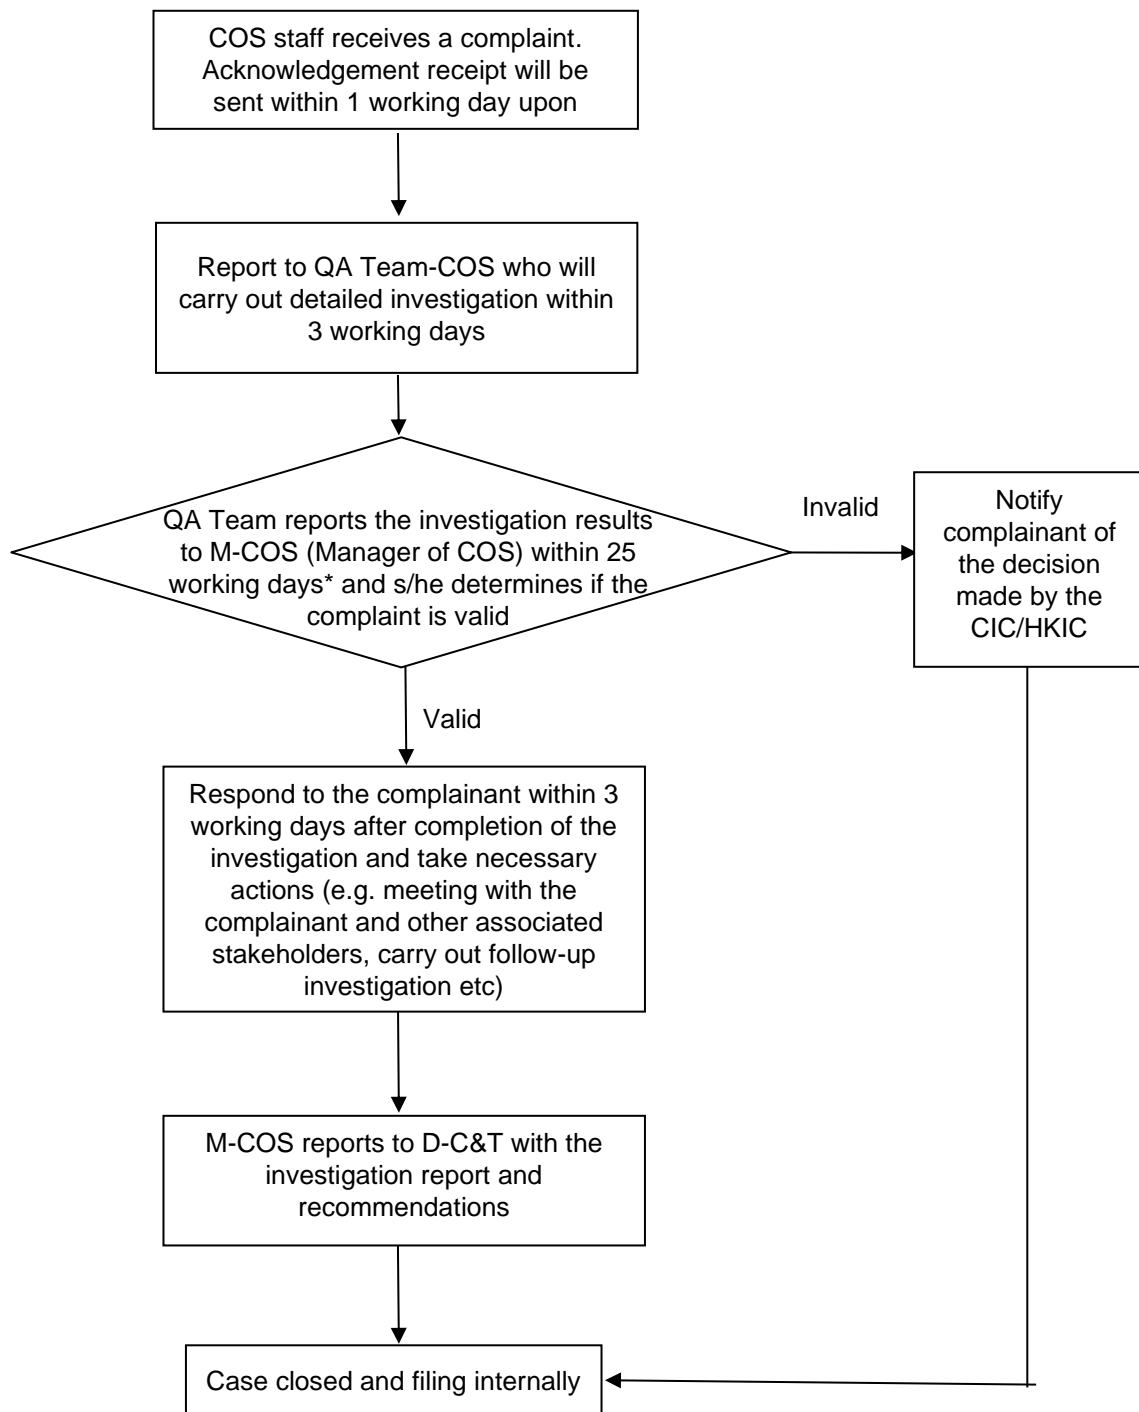 COS staff receives a complaint.
Acknowledgement receipt will be
sent within 1 working day upon
Report to QA Team-COS who will
carry out detailed investigation within
3 working days
QA Team reports the investigation results
to M-COS (Manager of COS) within 25
working days* and s/he determines if the
complaint is valid
Invalid
Notify
complainant of
the decision
made by the
CIC/HKIC
Valid
Respond to the complainant within 3
working days after completion of the
investigation and take necessary
actions (e.g. meeting with the
complainant and other associated
stakeholders, carry out follow-up
investigation etc)
M-COS reports to D-C&T with the
investigation report and
recommendations
Case closed and filing internally